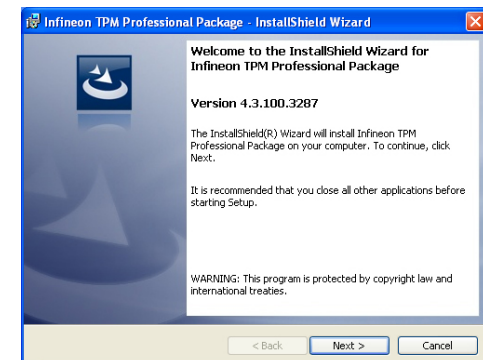 Infineon TPM Professional Package - InstallShield Wizard
Welcome to the InstallShield Wizard for
Infineon TPM Professional Package
Version 4.3.100.3287
The InstallShield(R) Wizard will install Infineon TPM
Professional Package on your computer. To continue, click
Next.
It is recommended that you close all other applications before
starting Setup.
WARNING: This program is protected by copyright law and
international treaties.
< Back
Next >
Cancel